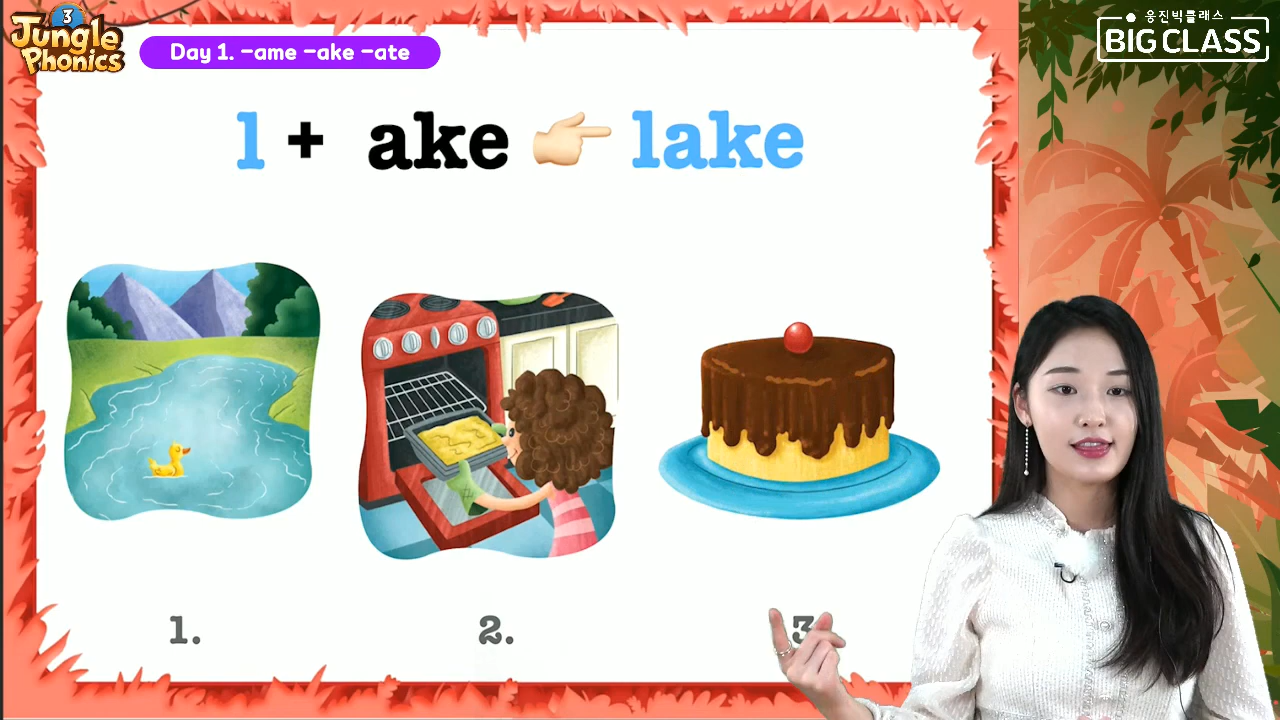 3
Jungle
Phonics
Day 1. -ame -ake -ate
웅진빅클래스
BIG CLASS
l + ake 👉 lake
1.
2.
3.